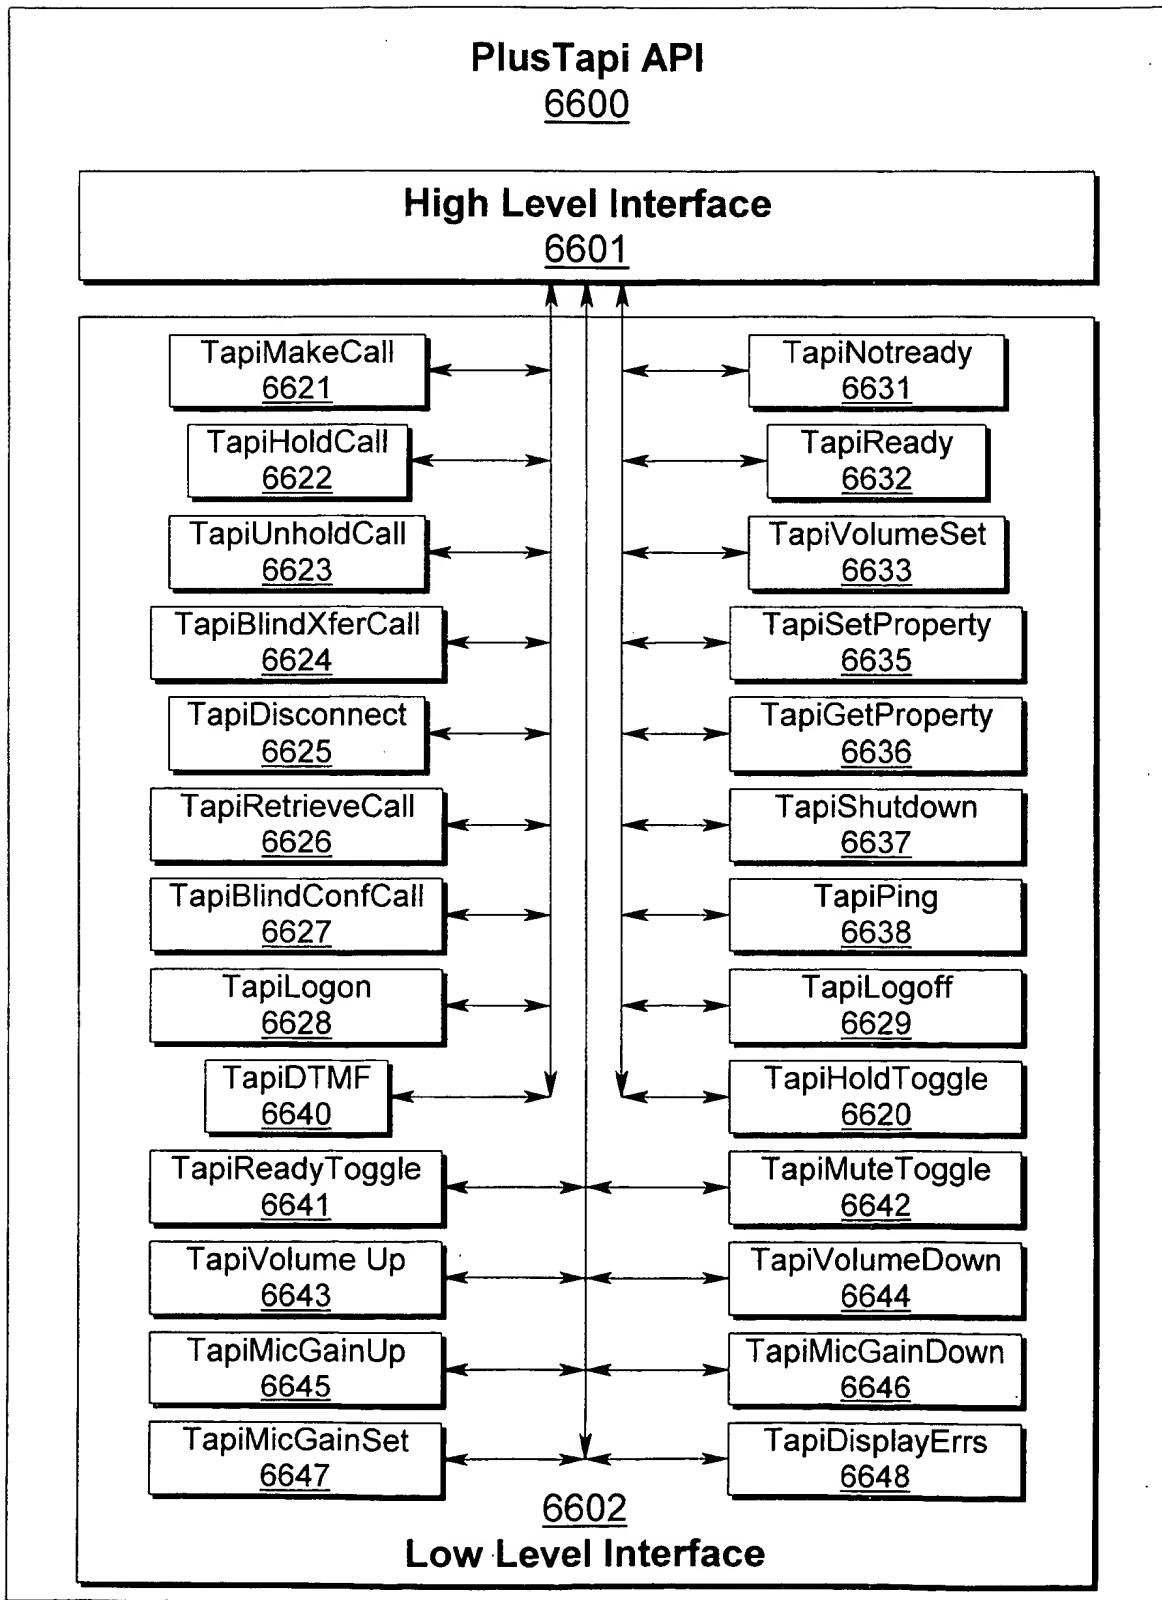 PlusTapi API
6600
High Level Interface
6601
TapiMakeCall
6621
TapiNotready
6631
TapiHoldCall
6622
TapiReady
6632
TapiUnholdCall
6623
TapiVolumeSet
6633
TapiBlindXferCall
6624
TapiSetProperty
6635
TapiDisconnect
6625
TapiGetProperty
6636
TapiRetrieveCall
6626
TapiShutdown
6637
TapiBlindConfCall
6627
TapiPing
6638
TapiLogon
6628
TapiLogoff
6629
TapiDTMF
6640
TapiHoldToggle
6620
TapiReadyToggle
6641
TapiMuteToggle
6642
TapiVolume Up
6643
TapiVolumeDown
6644
TapiMicGainUp
6645
TapiMicGainDown
6646
TapiMicGainSet
6647
TapiDisplayErrs
6648
6602
Low Level Interface